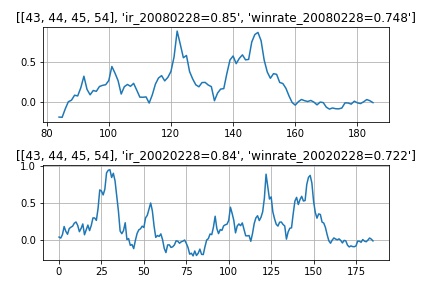 [[43, 44, 45, 54], 'ir_20080228=0.85', 'winrate_20080228=0.748']
0.5
0.0
80 100 120 140 160 180
[[43, 44, 45, 54], 'ir_20020228=0.84', 'winrate_20020228=0.722']
1.0
0.5
0.0
0 25 50 75 100 125 150 175